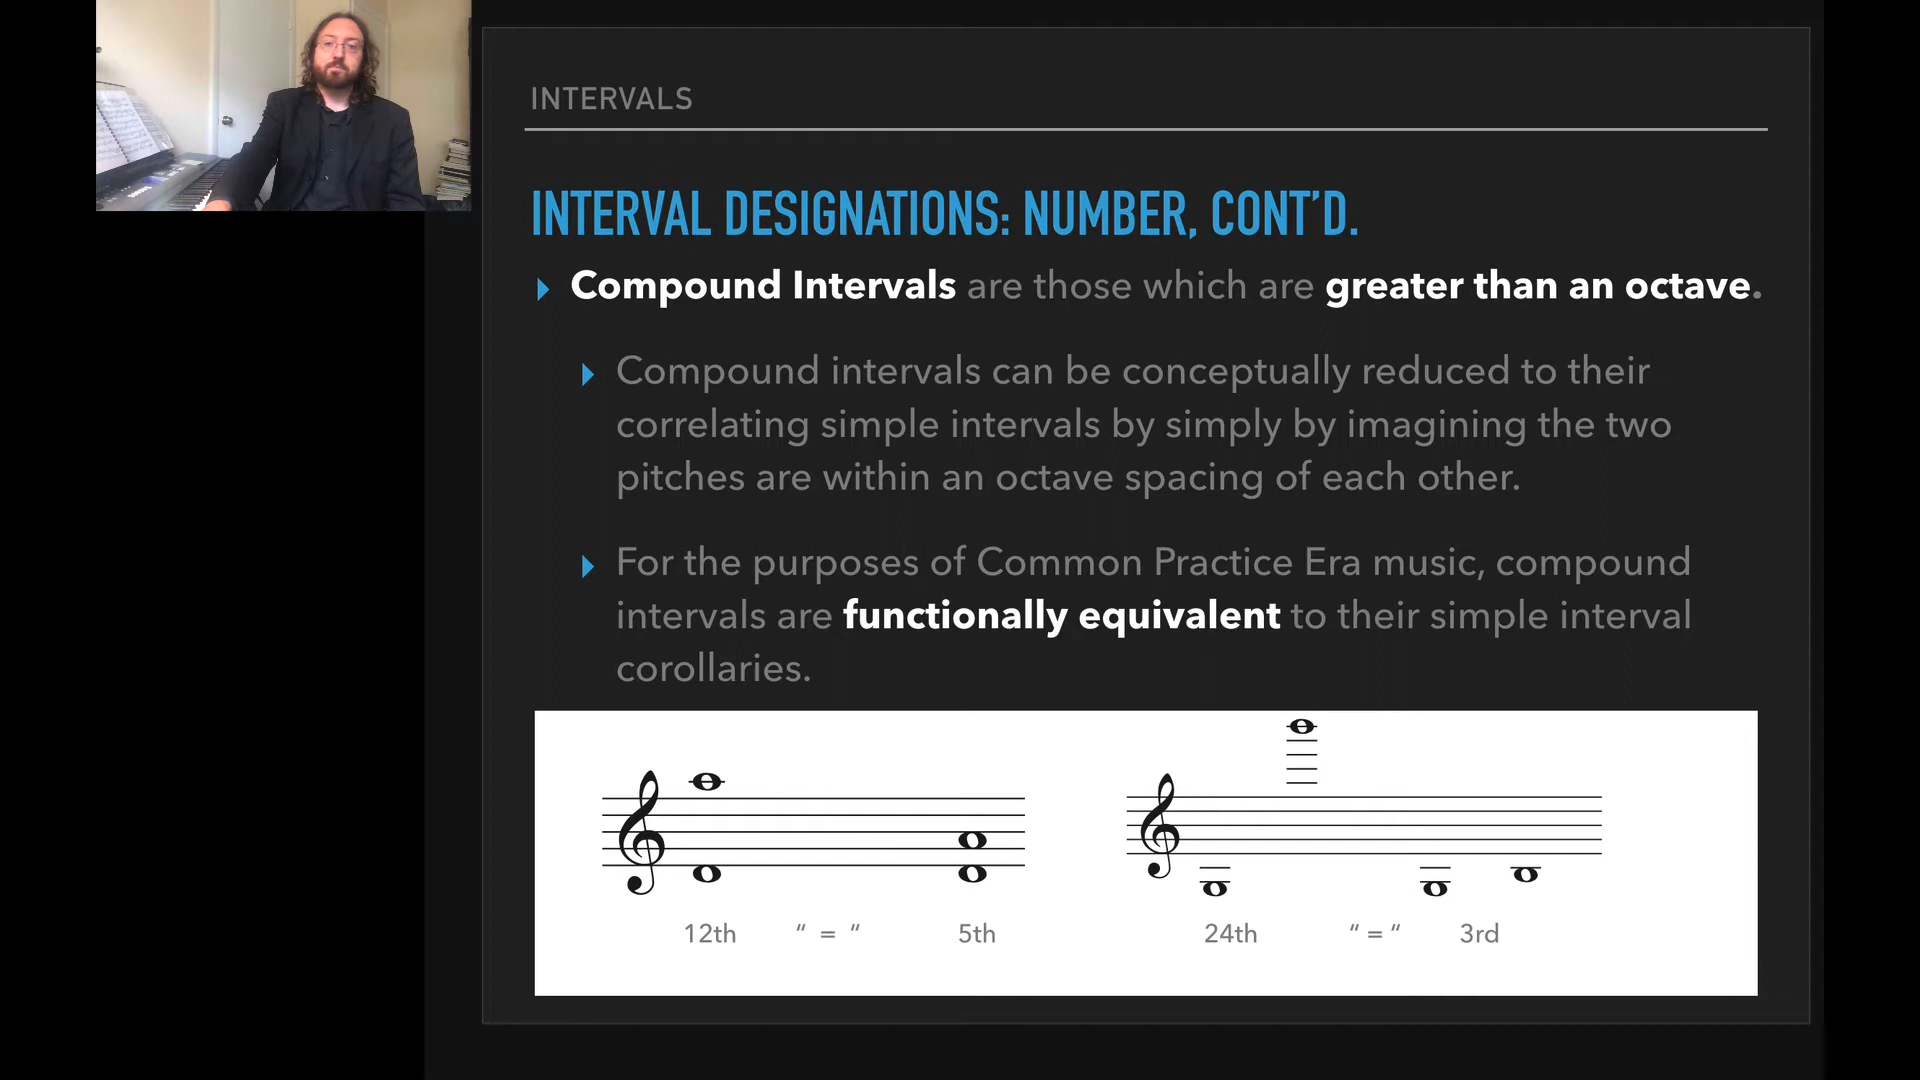 INTERVALS
INTERVAL DESIGNATIONS: NUMBER, CONT’D.
Compound Intervals are those which are greater than an octave.
Compound intervals can be conceptually reduced to their
correlating simple intervals by simply by imagining the two
pitches are within an octave spacing of each other.
For the purposes of Common Practice Era music, compound
intervals are functionally equivalent to their simple interval
corollaries.
12th “ = “ 5th 24th “ = “ 3rd